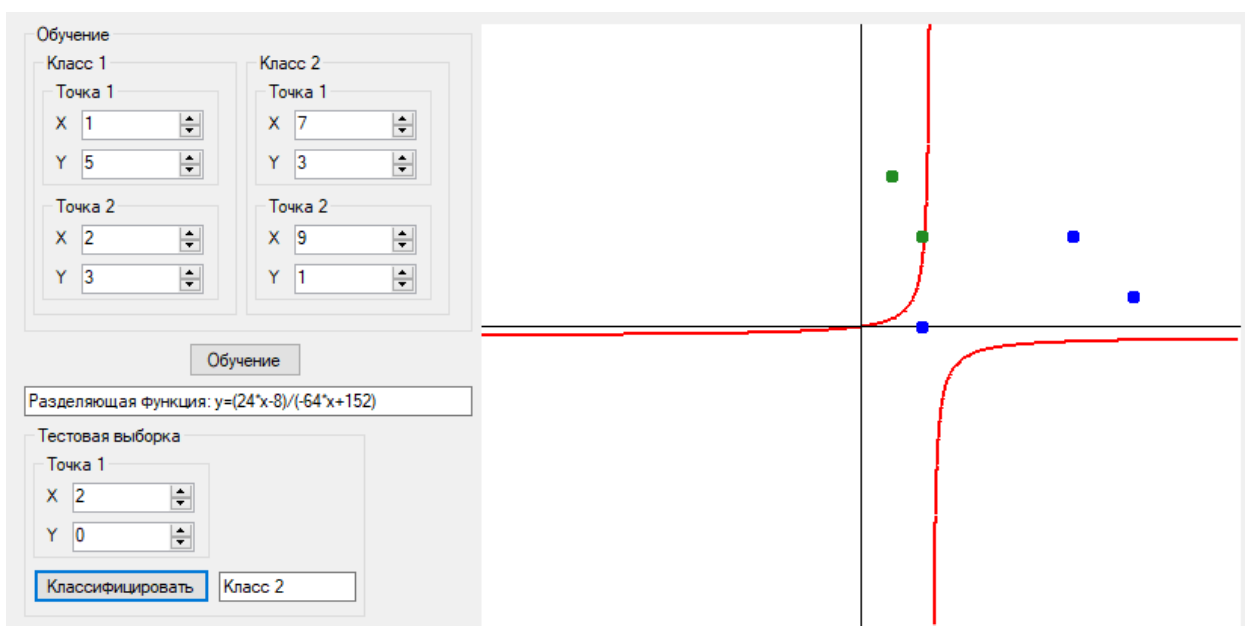 Обучение
Класс 1
Класс 2
Точка 1
Точка 1
X 1
X 7
Y 5
Y 3
Точка 2
Точка 2
X 2
X 9
Y 3
Y 1
Обучение
Разделяющая функция: y=(24*x-8)/(-64*x+152)
Тестовая выборка
Точка 1
X 2
Y 0
Классифицировать
Класс 2